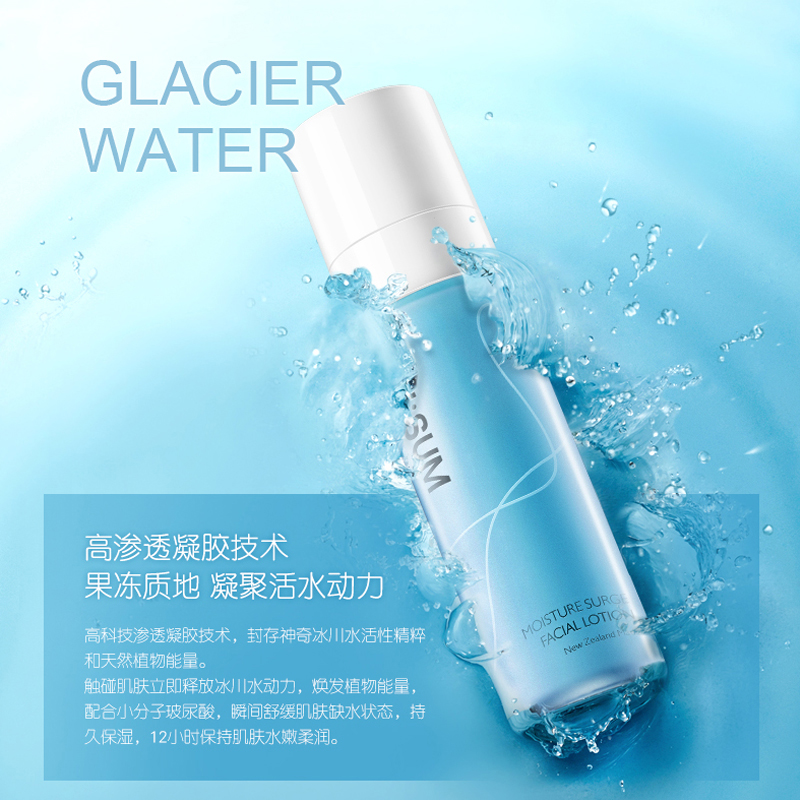 GLACIER
WATER
SUM
MOISTURE SURGE
FACIAL LOTION
New Zealand
高渗透凝胶技术
果冻质地 凝聚活水动力
高科技渗透凝胶技术，封存神奇冰川水活性精粹
和天然植物能量。
触碰肌肤立即释放冰川水动力，焕发植物能量，
配合小分子玻尿酸，瞬间舒缓肌肤缺水状态，持
久保湿，12小时保持肌肤水嫩柔润。